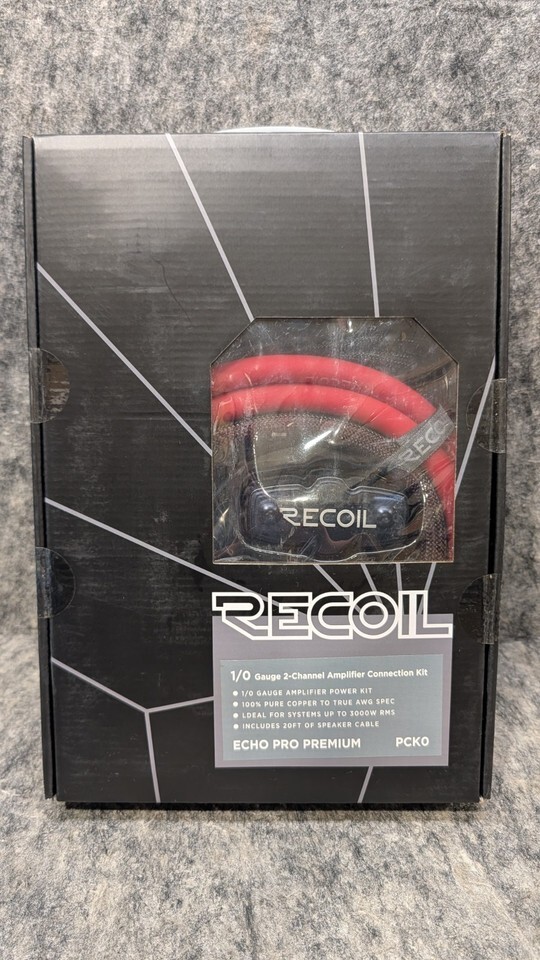 RECO
RECOIL
RECOIL
1/0 Gauge 2-Channel Amplifier Connection Kit
● 1/0 GAUGE AMPLIFIER POWER KIT
● 100% PURE COPPER TO TRUE AWG SPEC
● LDEAL FOR SYSTEMS UP TO 3000W RMS
● INCLUDES 20FT OF SPEAKER CABLE
ECHO PRO PREMIUM PCK0